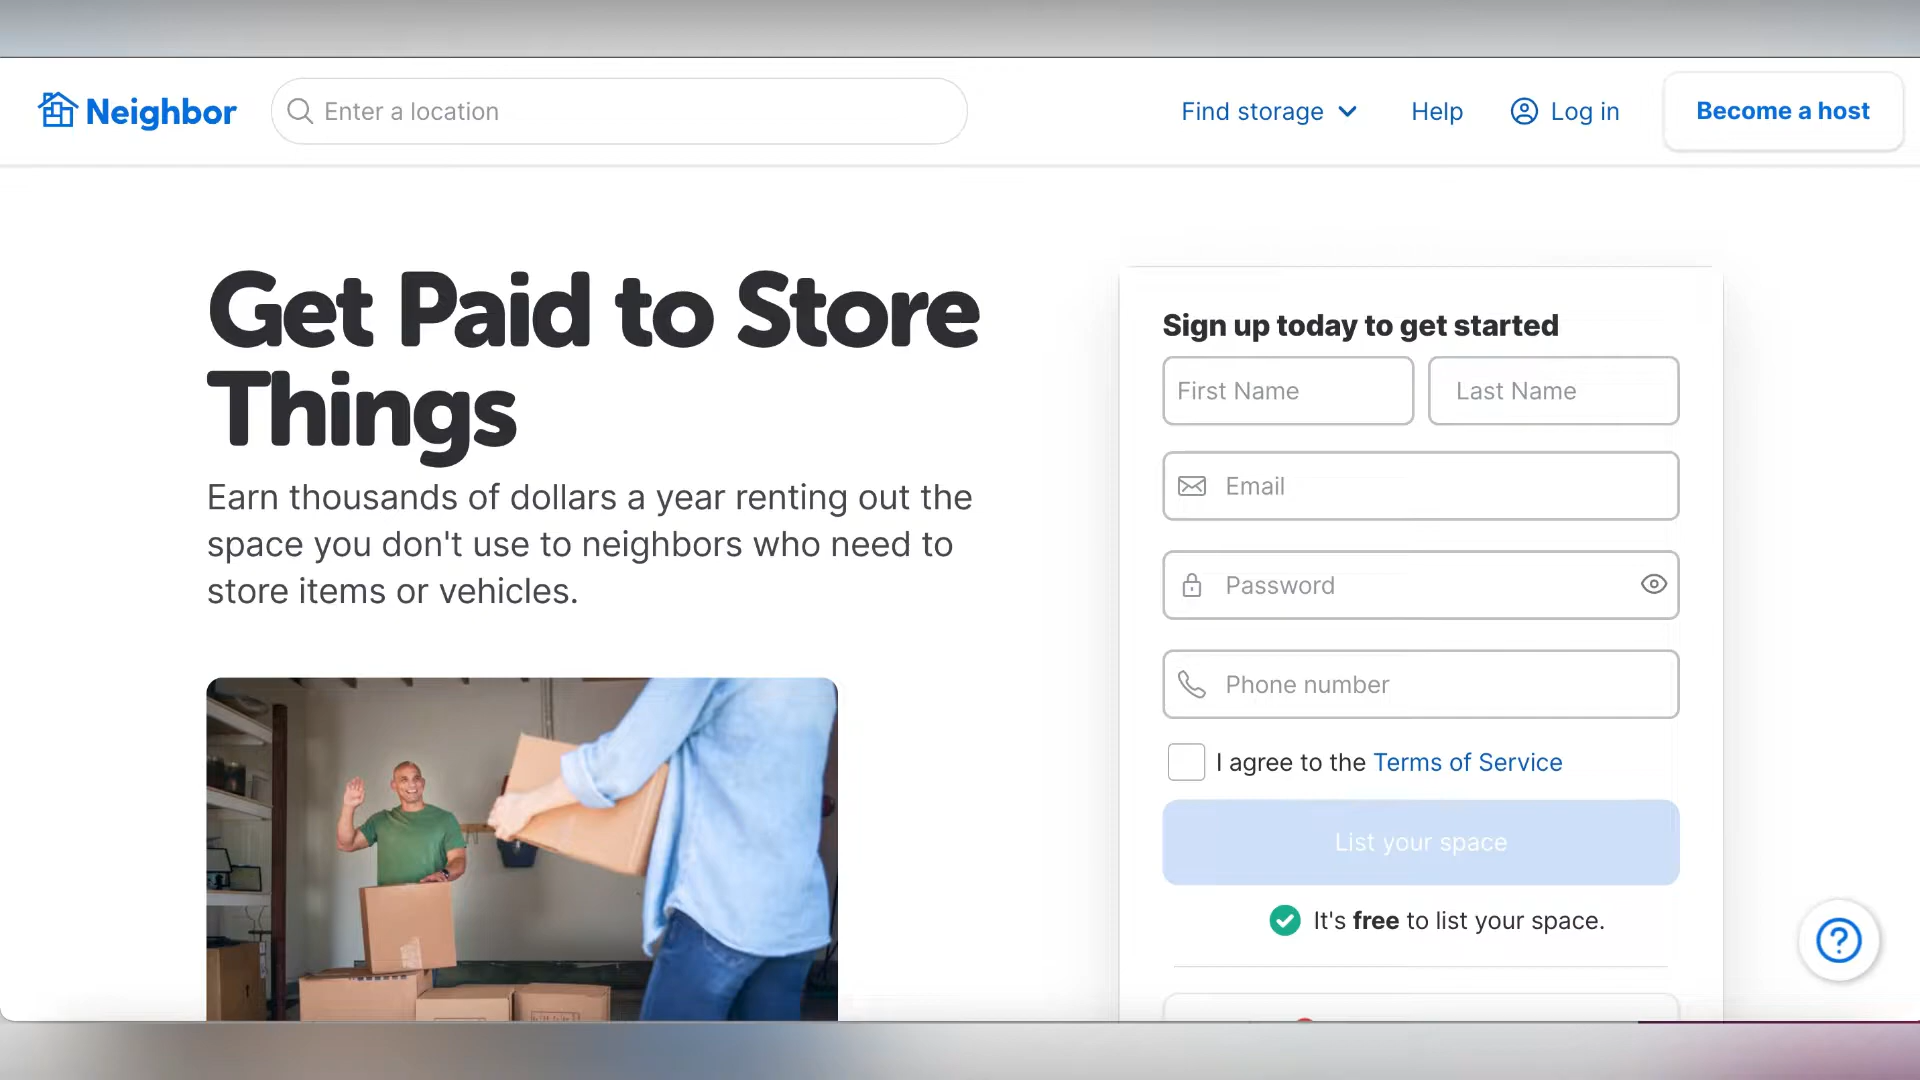 Neighbor
Enter a location
Find storage
Help
Log in
Become a host
Get Paid to Store
Things
Earn thousands of dollars a year renting out the
space you don't use to neighbors who need to
store items or vehicles.
Sign up today to get started
First Name
Last Name
Email
Password
Phone number
I agree to the Terms of Service
List your space
It's free to list your space.